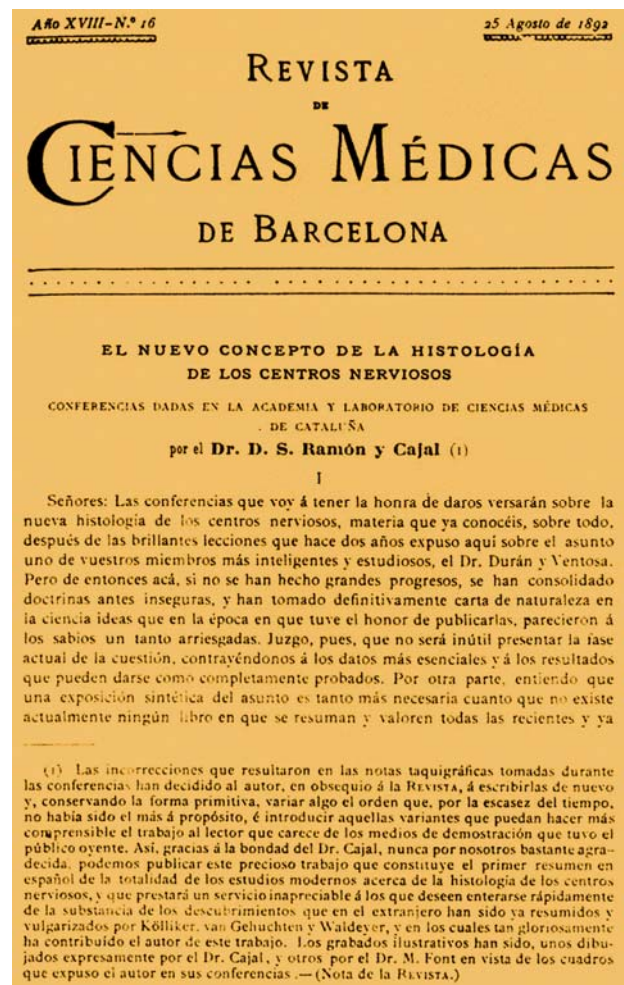 Año XVIII-N.º 16
25 Agosto de 1892
REVISTA
DE
CIENCIAS MÉDICAS
DE BARCELONA
EL NUEVO CONCEPTO DE LA HISTOLOGÍA
DE LOS CENTROS NERVIOSOS
CONFERENCIAS DADAS EN LA ACADEMIA Y LABORATORIO DE CIENCIAS MÉDICAS
DE CATALUÑA
por el Dr. D. S. Ramón y Cajal (1)
I
Señores: Las conferencias que voy á tener la honra de daros versarán sobre la
nueva histología de los centros nerviosos, materia que ya conocéis, sobre todo,
después de las brillantes lecciones que hace dos años expuso aquí sobre el asunto
uno de vuestros miembros más inteligentes y estudiosos, el Dr. Durán y Ventosa.
Pero de entonces acá, si no se han hecho grandes progresos, se han consolidado
doctrinas antes inseguras, y han tomado definitivamente carta de naturaleza en
la ciencia ideas que en la época en que tuve el honor de publicarlas, parecieron á
los sabios un tanto arriesgadas. Juzgo, pues, que no será inútil presentar la fase
actual de la cuestión, contrayéndonos á los datos más esenciales y á los resultados
que pueden darse como completamente probados. Por otra parte, entiendo que
una exposición sintética del asunto es tanto más necesaria cuanto que no existe
actualmente ningún libro en que se resuman y valoren todas las recientes y ya
(1) Las incorrecciones que resultaron en las notas taquigráficas tomadas durante
las conferencias han decidido al autor, en obsequio á la REVISTA, á escribirlas de nuevo
y, conservando la forma primitiva, variar algo el orden que, por la escasez del tiempo,
no había sido el más á propósito, é introducir aquellas variantes que puedan hacer más
comprensible el trabajo al lector que carece de los medios de demostración que tuvo el
público oyente. Así, gracias á la bondad del Dr. Cajal, nunca por nosotros bastante agra-
decida, podemos publicar este precioso trabajo que constituye el primer resumen en
español de la totalidad de los estudios modernos acerca de la histología de los centros
nerviosos, y que prestará un servicio inapreciable á los que deseen enterarse rápidamente
de la substancia de los descubrimientos que en el extranjero han sido ya resumidos y
vulgarizados por Kölliker, van Gehuchten y Waldeyer, y en los cuales tan gloriosamente
ha contribuído el autor de este trabajo. Los grabados ilustrativos han sido, unos dibu-
jados expresamente por el Dr. Cajal, y otros por el Dr. M. Font en vista de los cuadros
que expuso el autor en sus conferencias.—(Nota de la REVISTA.)